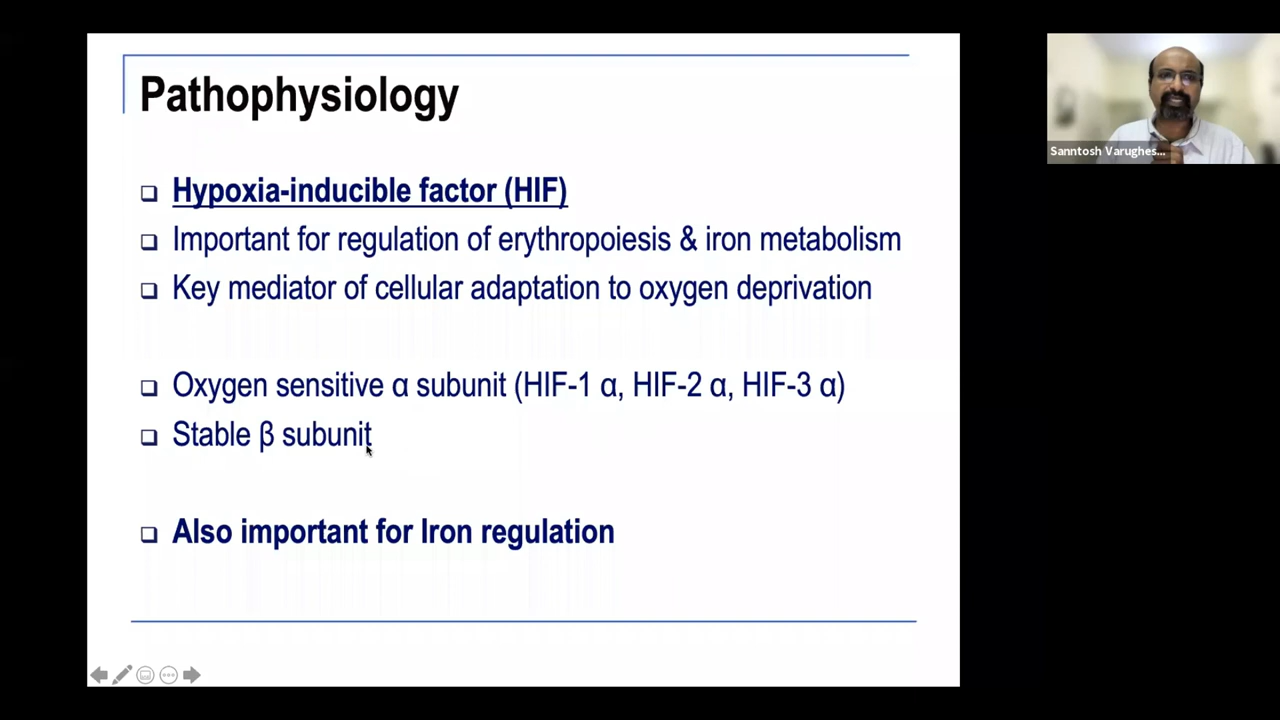 Pathophysiology
Hypoxia-inducible factor (HIF)
Important for regulation of erythropoiesis & iron metabolism
Key mediator of cellular adaptation to oxygen deprivation
Oxygen sensitive α subunit (HIF-1 α, HIF-2 α, HIF-3 α)
Stable β subunit
Also important for Iron regulation
Sanntosh Varughes...